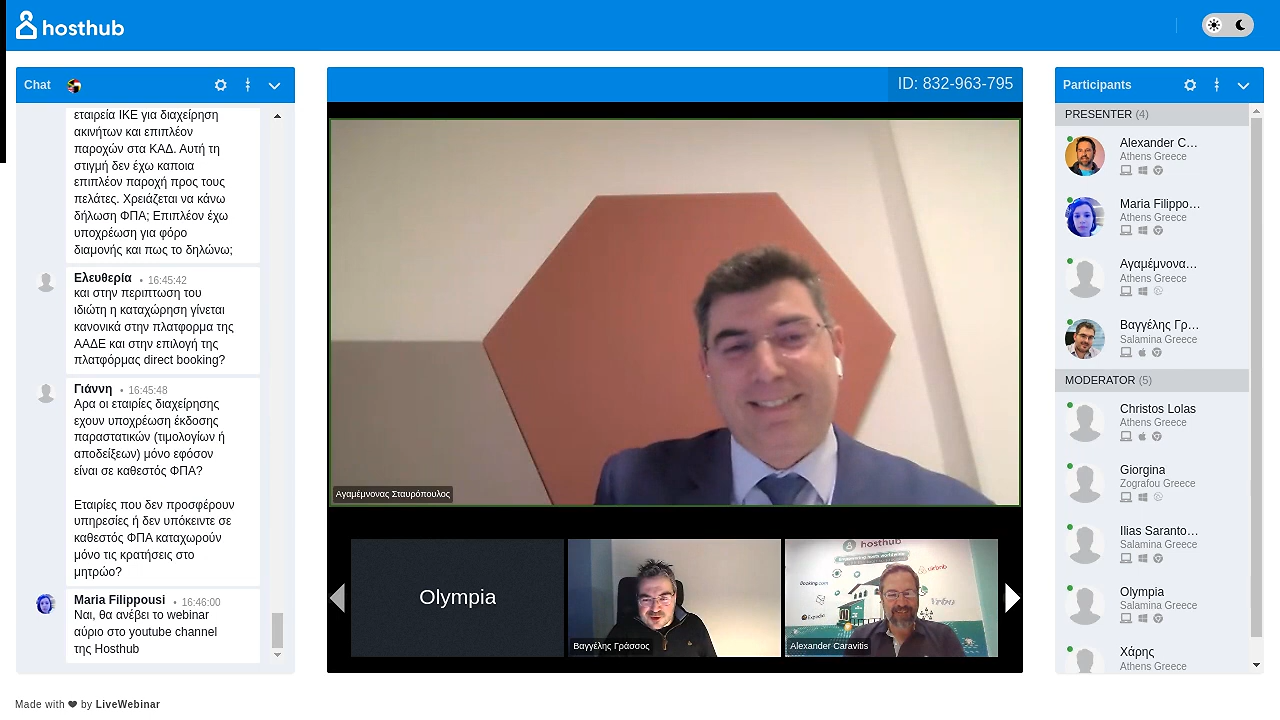 hosthub
Chat
εταιρεία ΙΚΕ για διαχείρηση
ακινήτων και επιπλέον
παροχών στα ΚΑΔ. Αυτή τη
στιγμή δεν έχω καποια
επιπλέον παροχή προς τους
πελάτες. Χρειάζεται να κάνω
δήλωση ΦΠΑ; Επιπλέον έχω
υποχρέωση για φόρο
διαμονής και πως το δηλώνω;
Ελευθερία • 16:45:42
και στην περιπτωση του
ιδιώτη η καταχώρηση γίνεται
κανονικά στην πλατφορμα της
ΑΑΔΕ και στην επιλογή της
πλατφόρμας direct booking?
Γιάννη • 16:45:48
Αρα οι εταιρίες διαχείρησης
εχουν υποχρέωση έκδοσης
παραστατικών (τιμολογίων ή
αποδείξεων) μόνο εφόσον
είναι σε καθεστός ΦΠΑ?
Εταιρίες που δεν προσφέρουν
υπηρεσίες ή δεν υπόκειντε σε
καθεστός ΦΠΑ καταχωρούν
μόνο τις κρατήσεις στο
μητρώο?
Maria Filippousi • 16:46:00
Ναι, θα ανέβει το webinar
αύριο στο youtube channel
της Hosthub
ID: 832-963-795
Αγαμέμνονας Σταυρόπουλος
Olympia
Βαγγέλης Γράσσος
hosthub
Booking.com
airbnb
Vrbo
Expedia
Alexander Caravitis
Participants
PRESENTER (4)
Alexander C…
Athens Greece
Maria Filippo…
Athens Greece
Αγαμέμνονα…
Athens Greece
Βαγγέλης Γρ…
Salamina Greece
MODERATOR (5)
Christos Lolas
Athens Greece
Giorgina
Zografou Greece
Ilias Saranto…
Salamina Greece
Olympia
Salamina Greece
Χάρης
Athens Greece
Made with ❤ by LiveWebinar